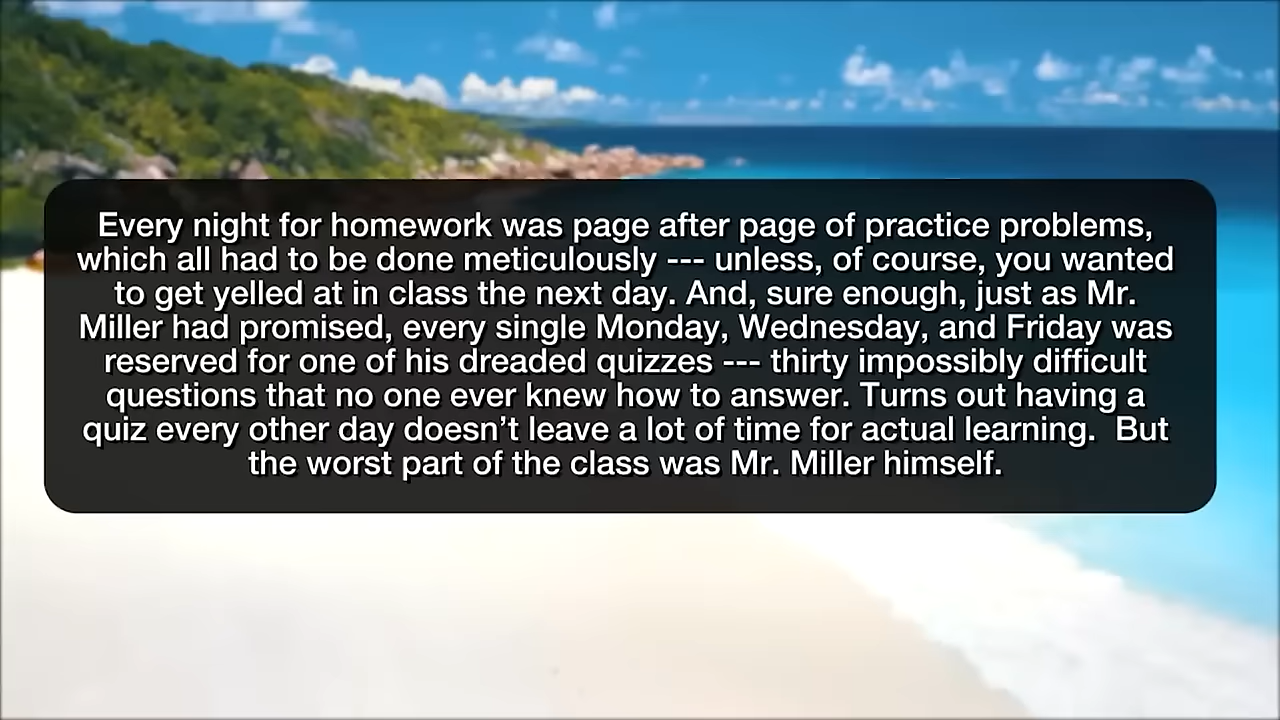 Every night for homework was page after page of practice problems,
which all had to be done meticulously --- unless, of course, you wanted
to get yelled at in class the next day. And, sure enough, just as Mr.
Miller had promised, every single Monday, Wednesday, and Friday was
reserved for one of his dreaded quizzes --- thirty impossibly difficult
questions that no one ever knew how to answer. Turns out having a
quiz every other day doesn’t leave a lot of time for actual learning.  But
the worst part of the class was Mr. Miller himself.